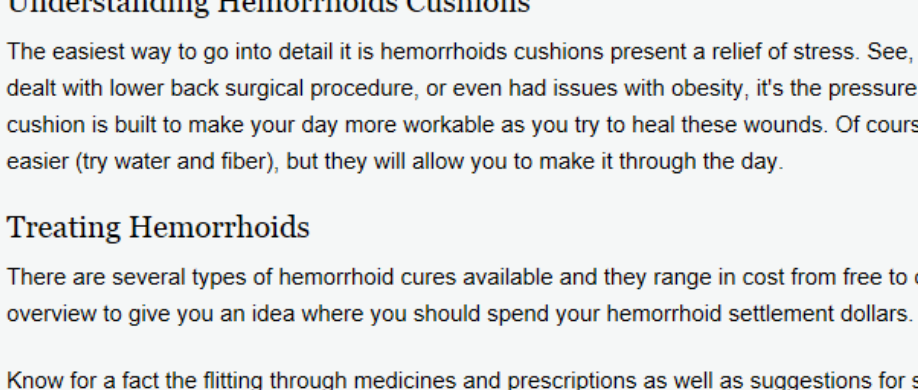 Understanding Hemorrhoids Cushions
The easiest way to go into detail it is hemorrhoids cushions present a relief of stress. See,
dealt with lower back surgical procedure, or even had issues with obesity, it's the pressure
cushion is built to make your day more workable as you try to heal these wounds. Of
easier (try water and fiber), but they will allow you to make it through the day.
Treating Hemorrhoids
There are several types of hemorrhoid cures available and they range in cost from free to
overview to give you an idea where you should spend your hemorrhoid settlement dollars.
Know for a fact the flitting through medicines and prescriptions as well as suggestions for